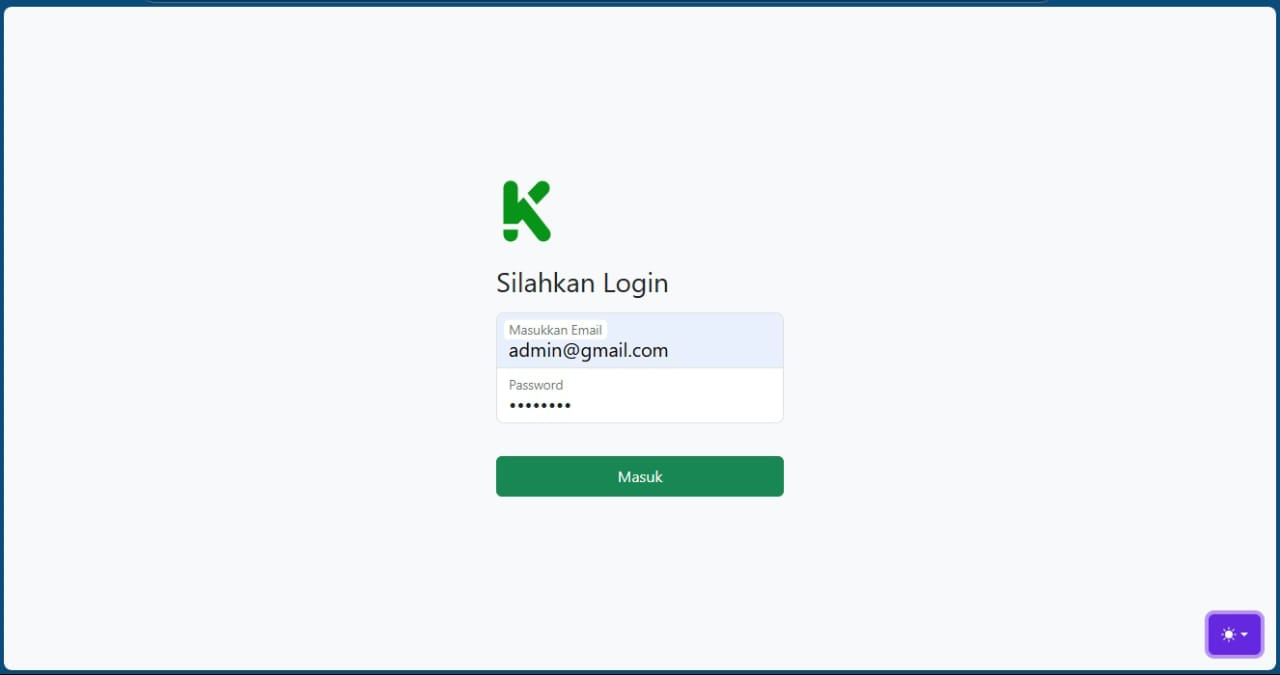 Silahkan Login
Masukkan Email
admin@gmail.com
Password
••••••••
Masuk